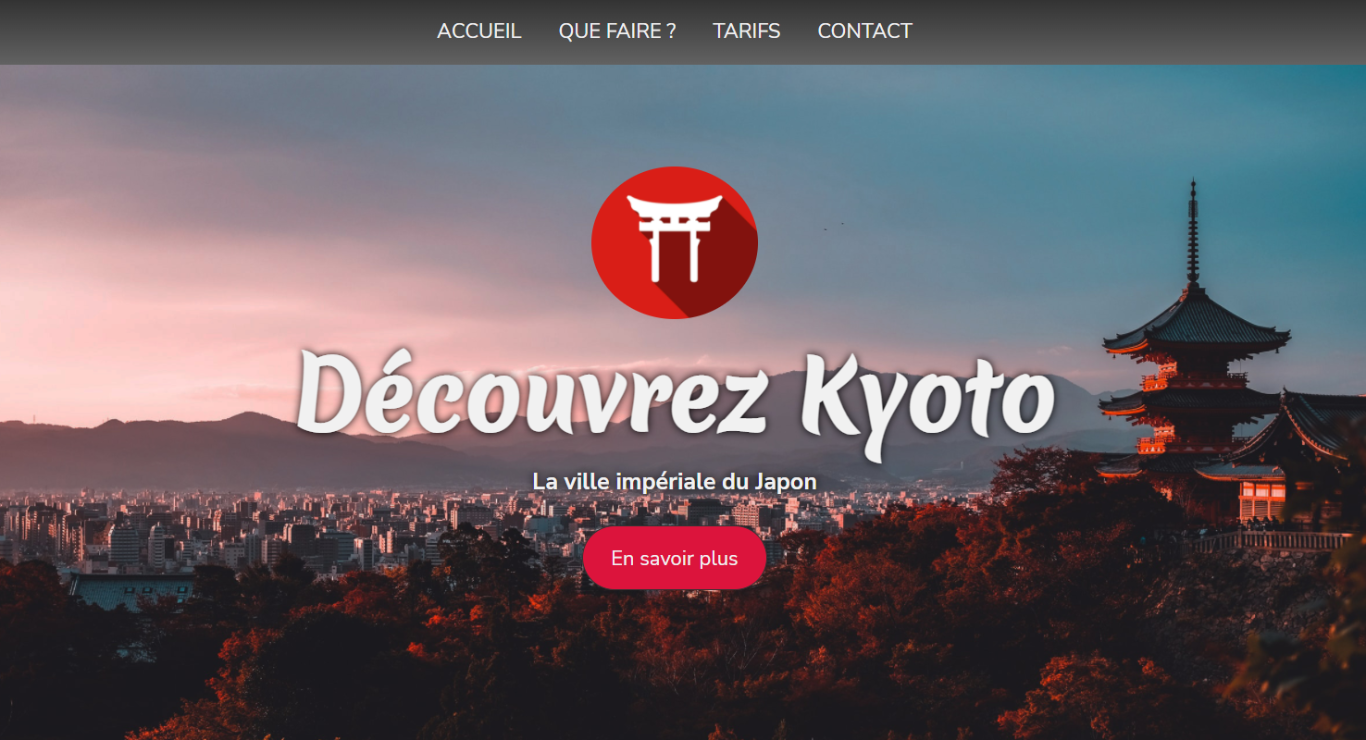 ACCUEIL QUE FAIRE ? TARIFS CONTACT
Découvrez Kyoto
La ville impériale du Japon
En savoir plus